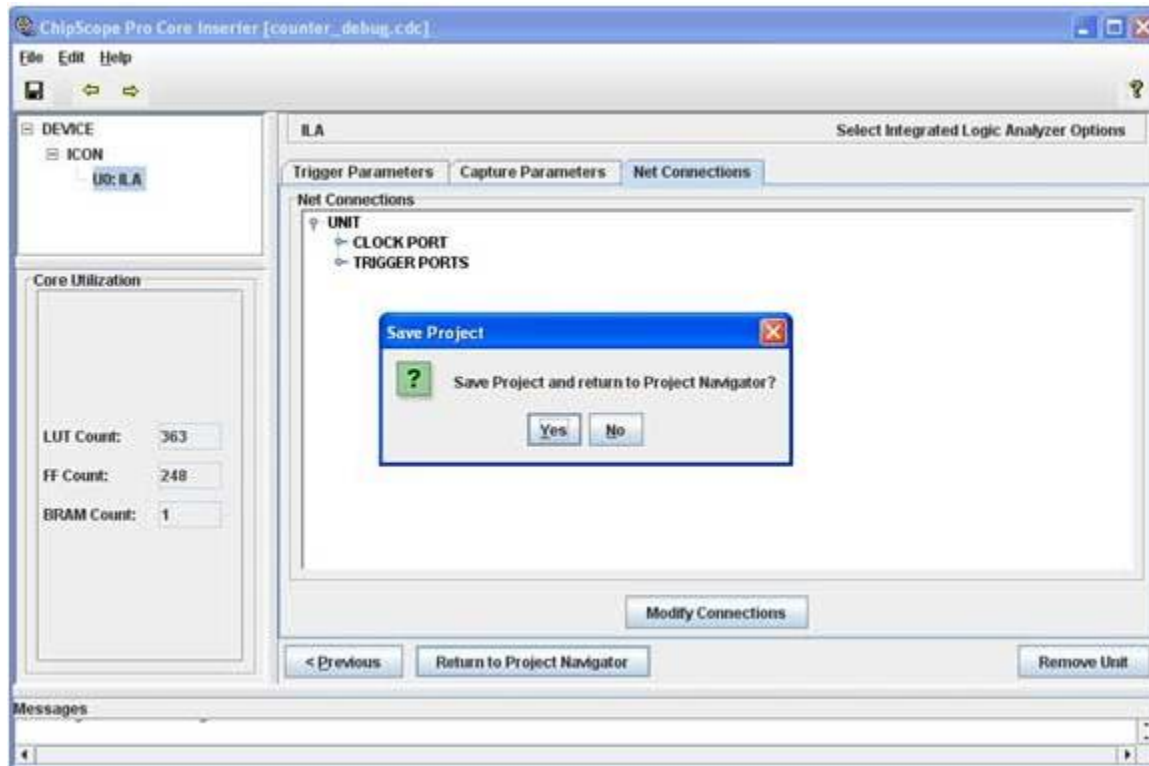 ChipScope Pro Core Inserter [counter_debug.cdc]
File Edit Help
DEVICE
ICON
U0: ILA
ILA Select Integrated Logic Analyzer Options
Trigger Parameters Capture Parameters Net Connections
Net Connections
UNIT
CLOCK PORT
TRIGGER PORTS
Core Utilization
LUT Count: 363
FF Count: 248
BRAM Count: 1
Save Project
Save Project and return to Project Navigator?
Yes No
Modify Connections
< Previous Return to Project Navigator Remove Unit
Messages